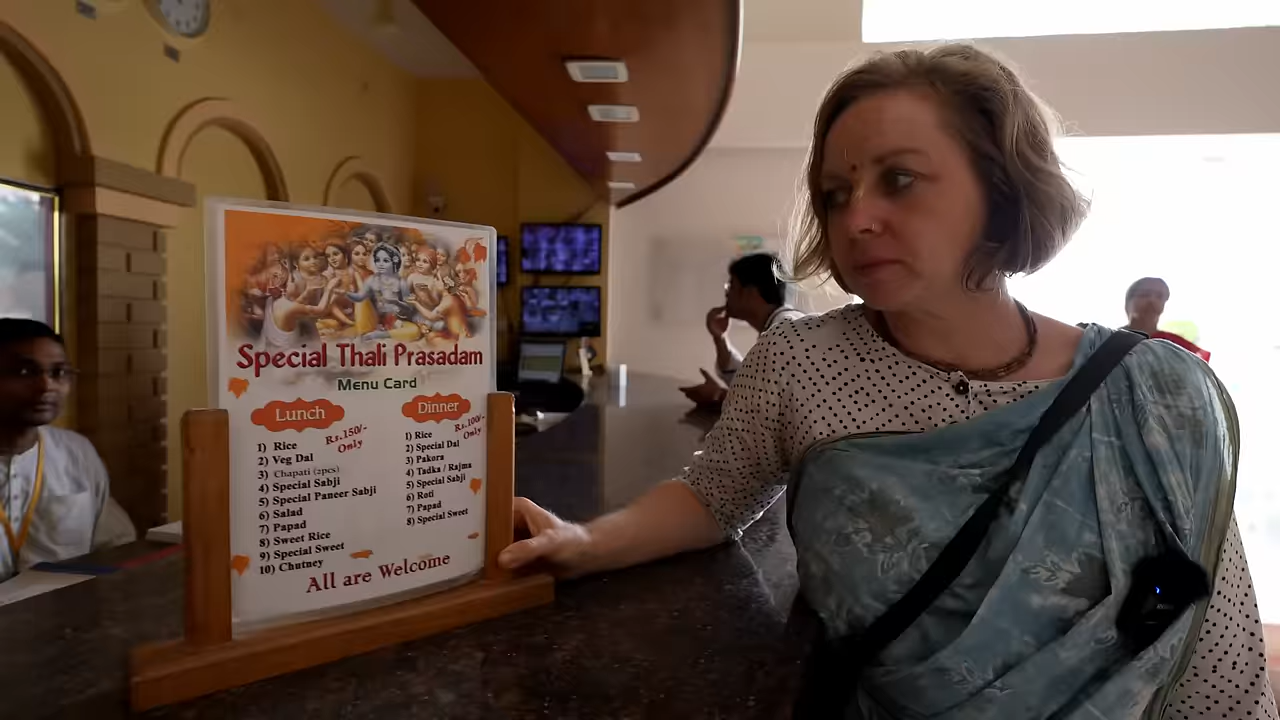 Special Thali Prasadam
Menu Card
Lunch
Rs.150/-
Only
1) Rice
2) Veg Dal
3) Chapati (2pcs)
4) Special Sabji
5) Special Paneer Sabji
6) Salad
7) Papad
8) Sweet Rice
9) Special Sweet
10) Chutney
Dinner
Rs.100/-
Only
1) Rice
2) Special Dal
3) Pakora
4) Tadka / Rajma
5) Special Sabji
6) Roti
7) Papad
8) Special Sweet
All are Welcome